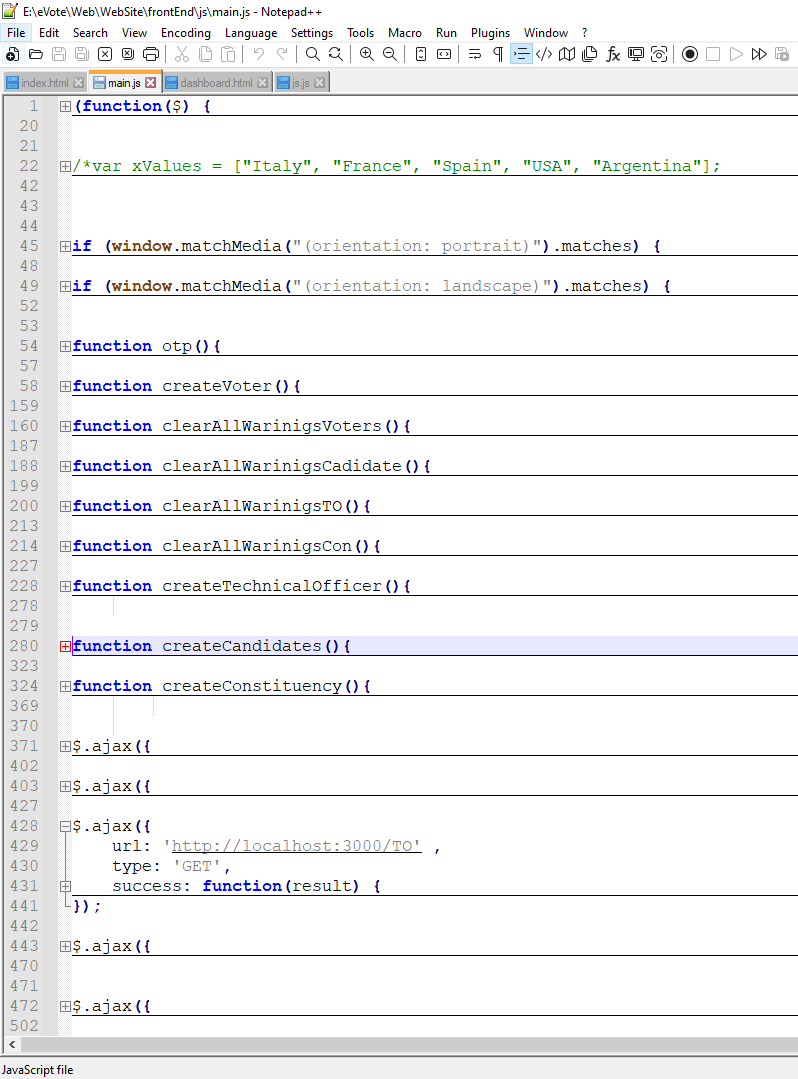 E:\eVote\Web\WebSite\frontEnd\js\main.js - Notepad++
File Edit Search View Encoding Language Settings Tools Macro Run Plugins Window ?
index.html main.js dashboard.html js.js
1 (function($) {
20
21
22 /*var xValues = ["Italy", "France", "Spain", "USA", "Argentina"];
42
43
44
45 if (window.matchMedia("(orientation: portrait)").matches) {
48
49 if (window.matchMedia("(orientation: landscape)").matches) {
52
53
54 function otp(){
57
58 function createVoter(){
159
160 function clearAllWarinigsVoters(){
187
188 function clearAllWarinigsCadidate(){
199
200 function clearAllWarinigsTO(){
213
214 function clearAllWarinigsCon(){
227
228 function createTechnicalOfficer(){
278
279
280 function createCandidates(){
323
324 function createConstituency(){
369
370
371 $.ajax({
402
403 $.ajax({
427
428 $.ajax({
429 url: 'http://localhost:3000/TO' ,
430 type: 'GET',
431 success: function(result) {
441 });
442
443 $.ajax({
470
471
472 $.ajax({
502
JavaScript file